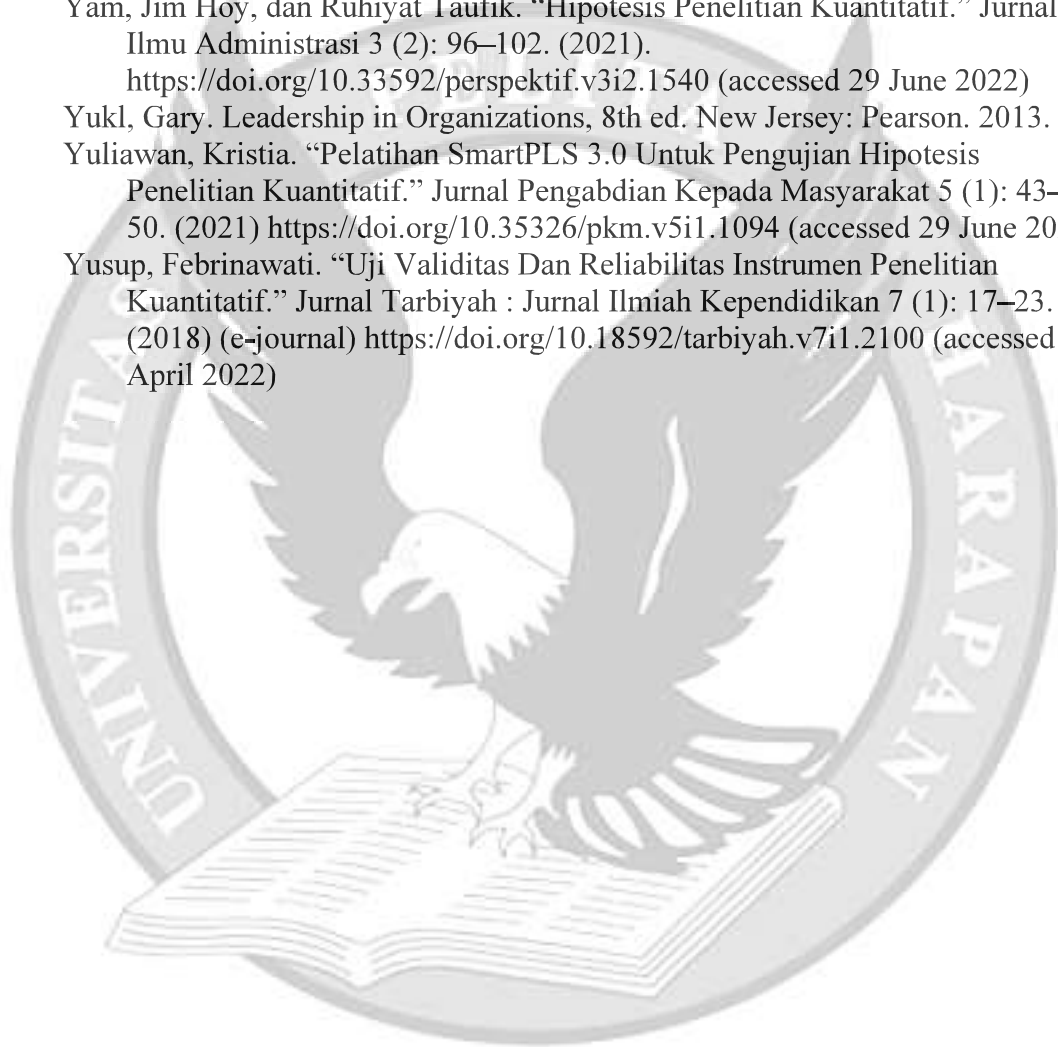 Yam, Jim Hoy, dan Ruhiyat Taufik. “Hipotesis Penelitian Kuantitatif.” Jurnal
Ilmu Administrasi 3 (2): 96–102. (2021).
https://doi.org/10.33592/perspektif.v3i2.1540 (accessed 29 June 2022)
Yukl, Gary. Leadership in Organizations, 8th ed. New Jersey: Pearson. 2013.
Yuliawan, Kristia. “Pelatihan SmartPLS 3.0 Untuk Pengujian Hipotesis
Penelitian Kuantitatif.” Jurnal Pengabdian Kepada Masyarakat 5 (1): 43–
50. (2021) https://doi.org/10.35326/pkm.v5i1.1094 (accessed 29 June 20
Yusup, Febrinawati. “Uji Validitas Dan Reliabilitas Instrumen Penelitian
Kuantitatif.” Jurnal Tarbiyah : Jurnal Ilmiah Kependidikan 7 (1): 17–23.
(2018) (e-journal) https://doi.org/10.18592/tarbiyah.v7i1.2100 (accessed
April 2022)
UNIVERSITAS
HARAPAN